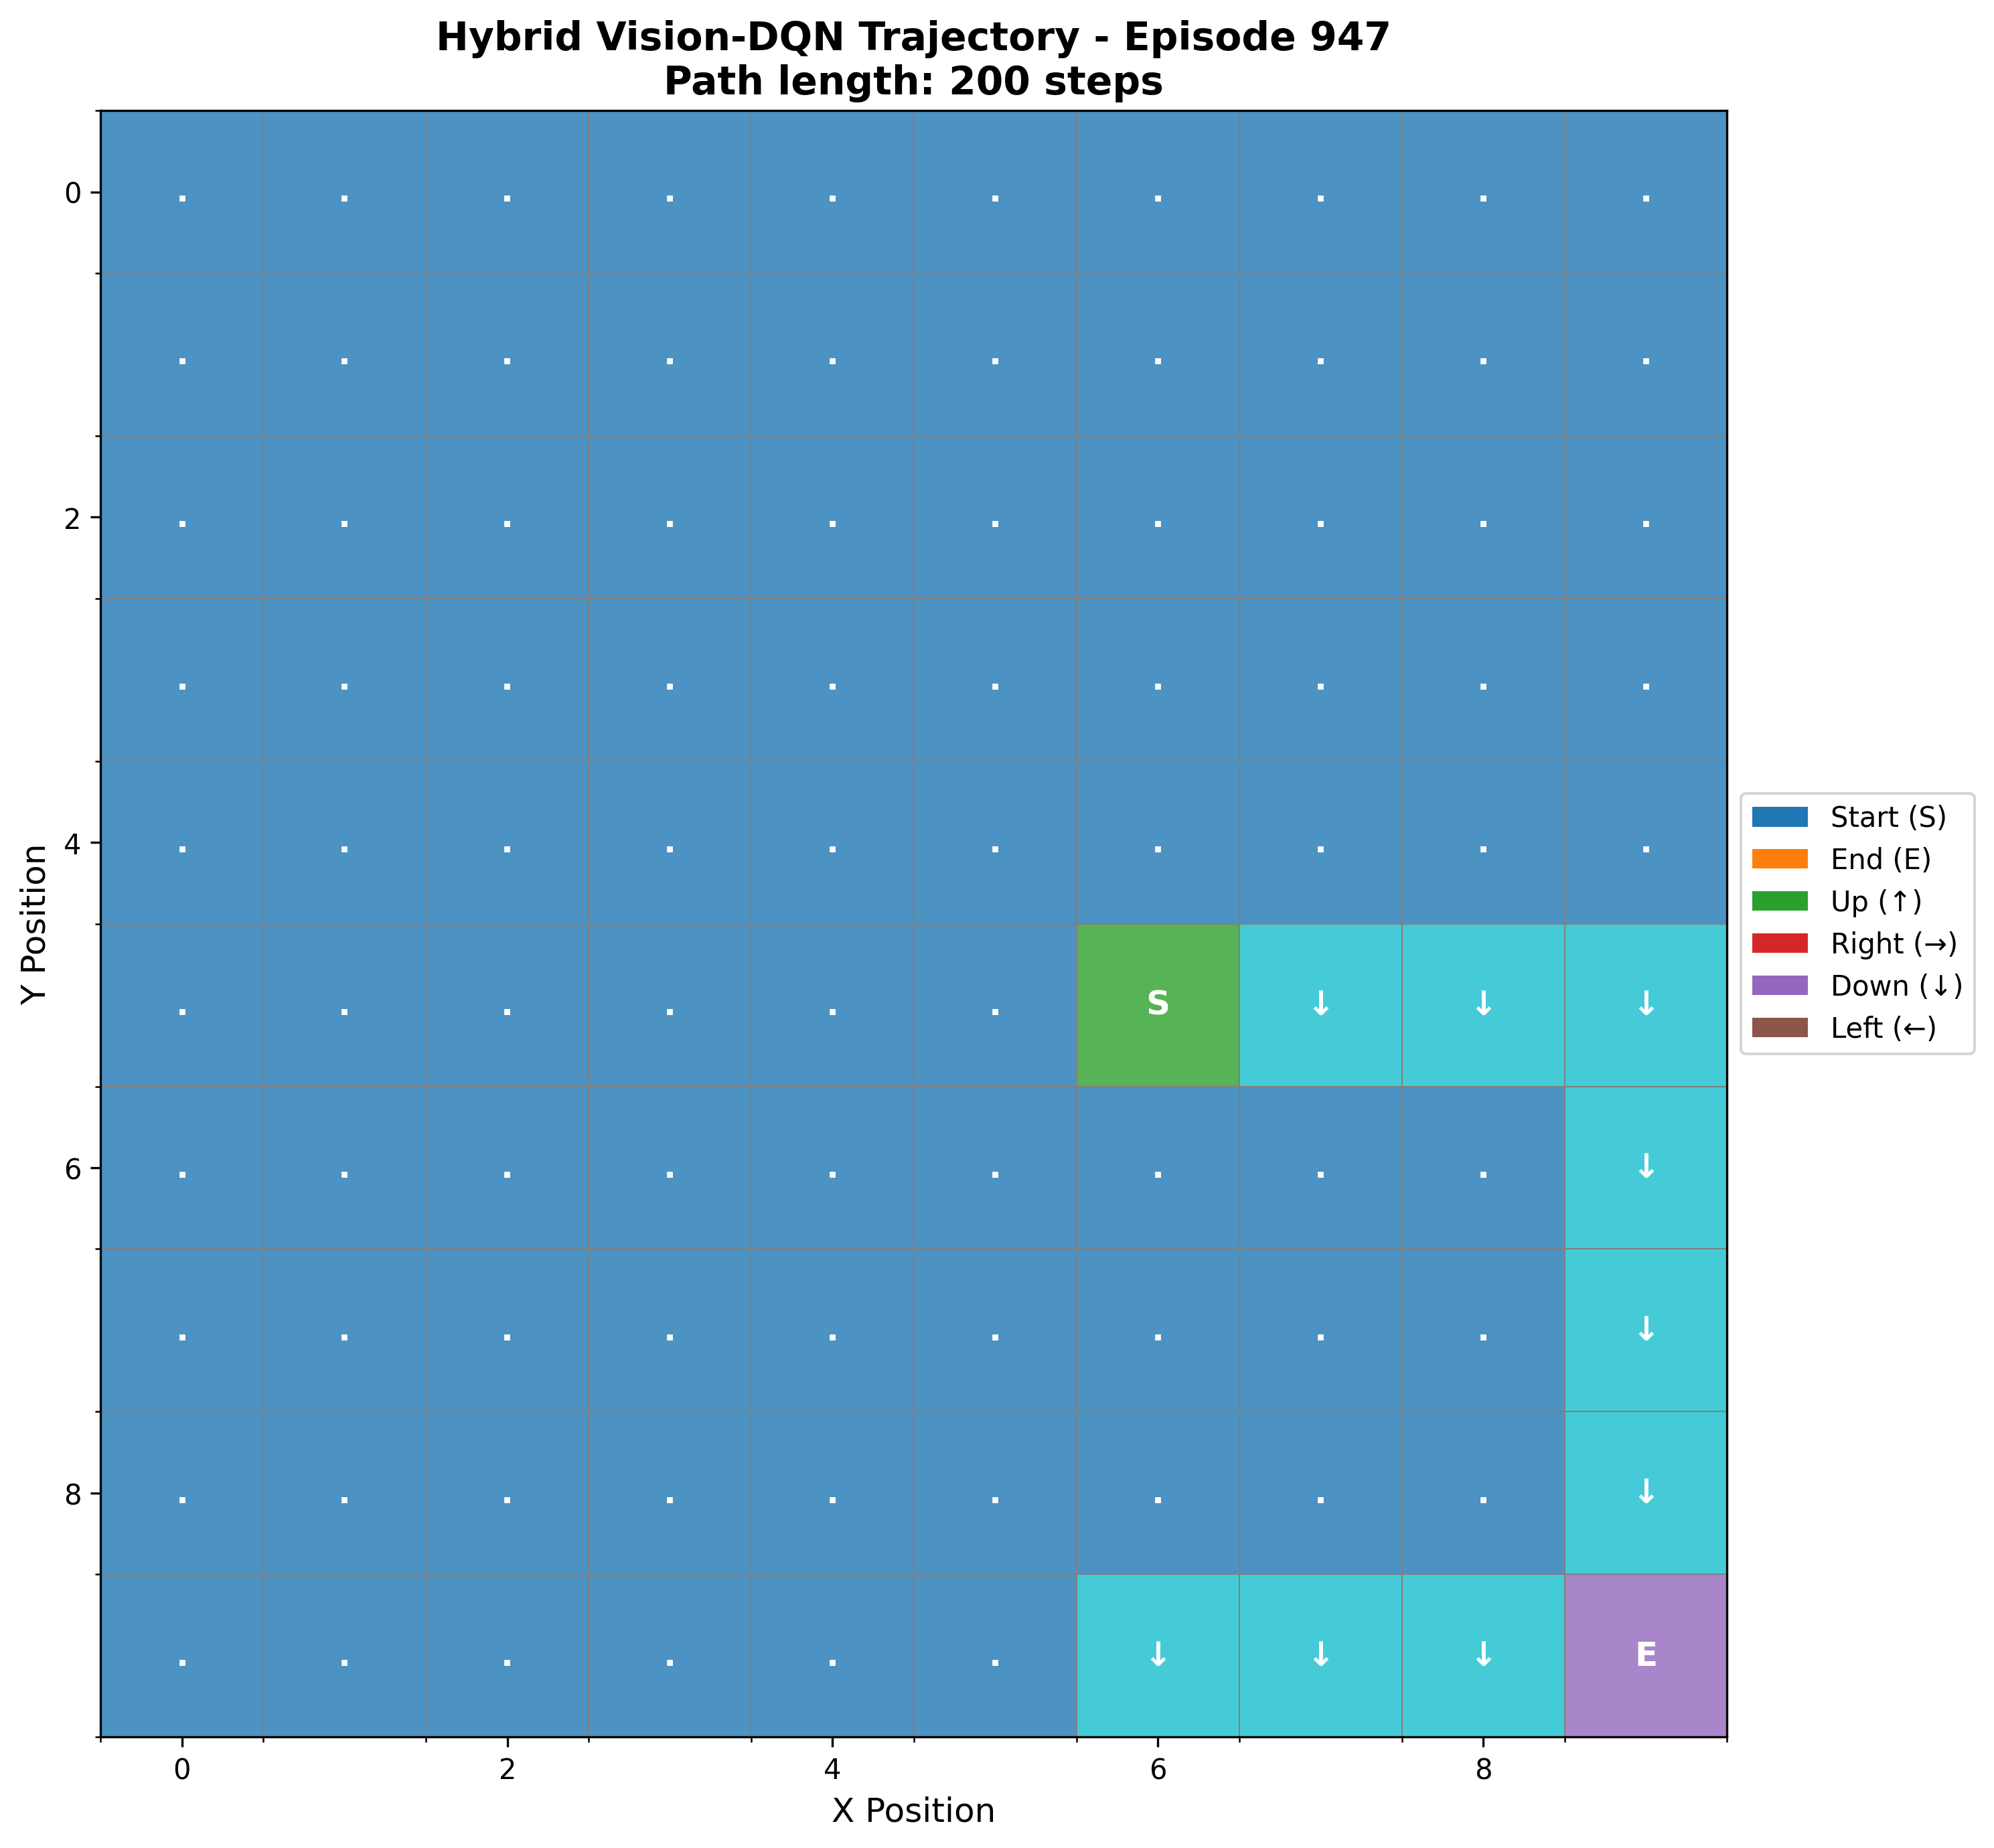 Hybrid Vision-DQN Trajectory - Episode 947
Path length: 200 steps
0
2
4
S ↓ ↓ ↓
6 ↓
↓
8 ↓
↓ ↓ ↓ E
0 2 4 6 8
X Position
Y Position
Start (S)
End (E)
Up (↑)
Right (→)
Down (↓)
Left (←)